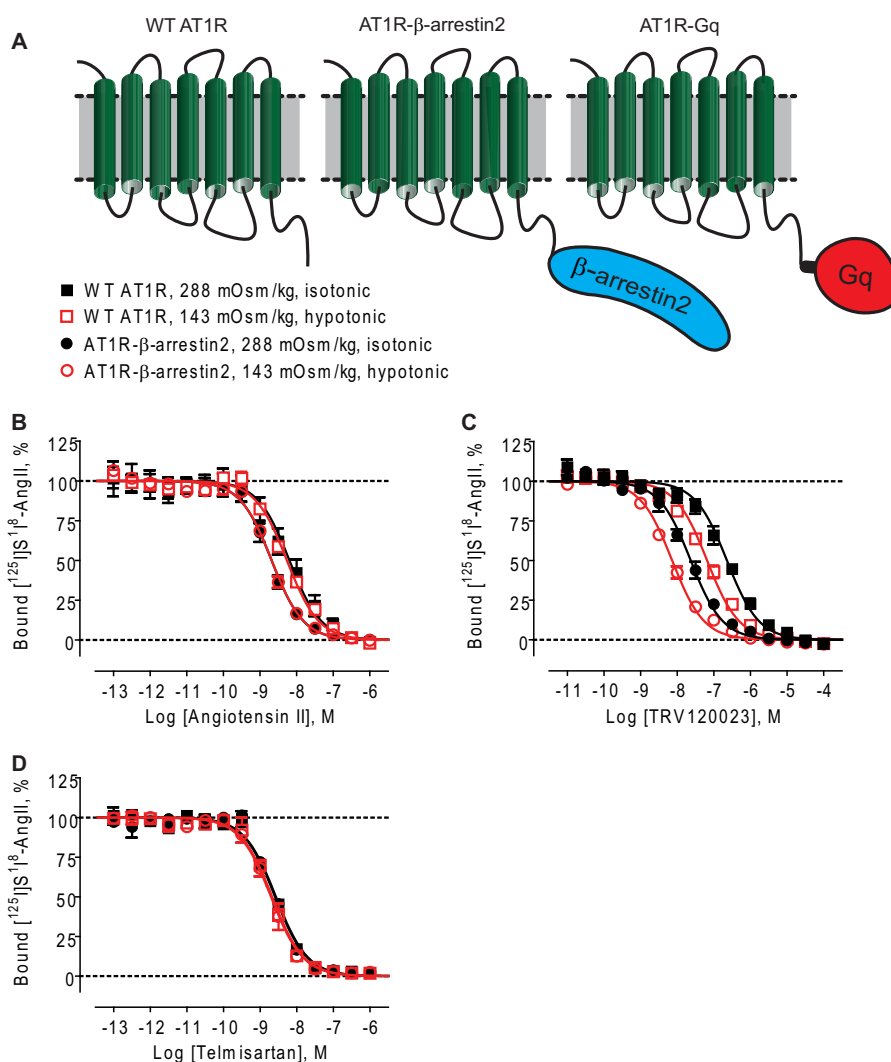 A
WT AT1R
AT1R-β-arrestin2
AT1R-Gq
β-arrestin2
Gq
WT AT1R, 288 mOsm/kg, isotonic
WT AT1R, 143 mOsm/kg, hypotonic
AT1R-β-arrestin2, 288 mOsm/kg, isotonic
AT1R-β-arrestin2, 143 mOsm/kg, hypotonic
B
Bound [¹²⁵I]S¹I⁸-AngII, %
125
100
75
50
25
0
-13 -12 -11 -10 -9 -8 -7 -6
Log [Angiotensin II], M
C
Bound [¹²⁵I]S¹I⁸-AngII, %
125
100
75
50
25
0
-11 -10 -9 -8 -7 -6 -5 -4
Log [TRV120023], M
D
Bound [¹²⁵I]S¹I⁸-AngII, %
125
100
75
50
25
0
-13 -12 -11 -10 -9 -8 -7 -6
Log [Telmisartan], M